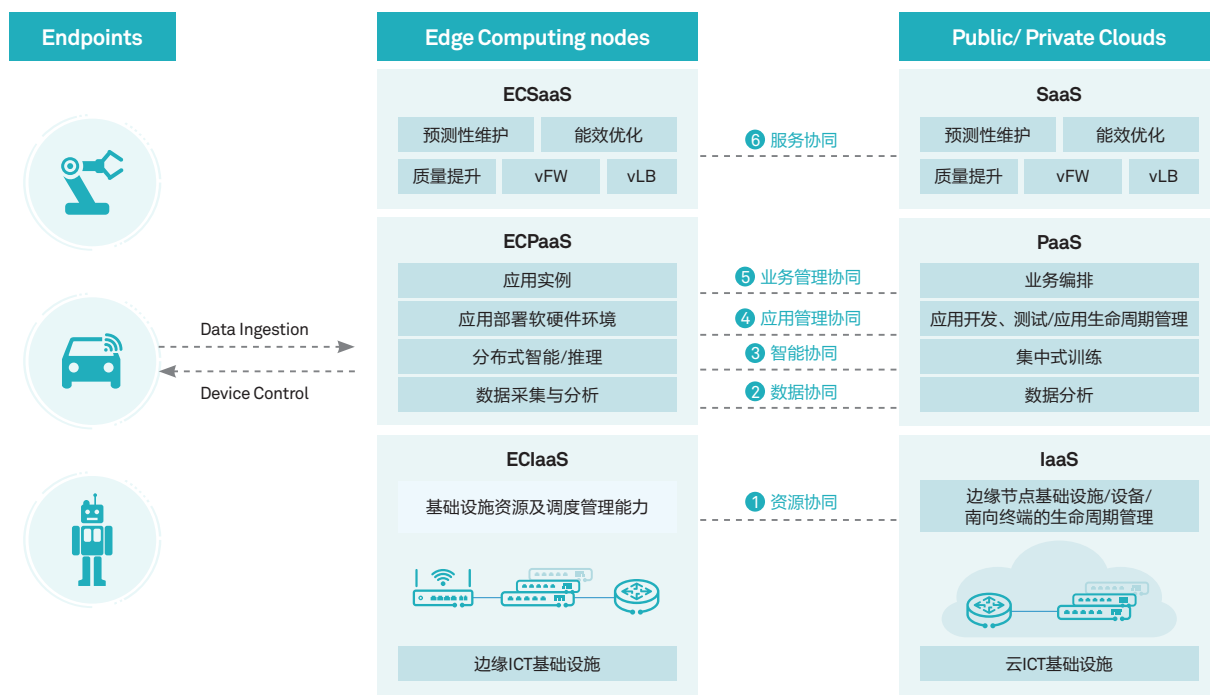 Endpoints
Edge Computing nodes
Public/ Private Clouds
Data Ingestion
Device Control
ECSaaS
预测性维护
能效优化
质量提升
vFW
vLB
ECPaaS
应用实例
应用部署软硬件环境
分布式智能/推理
数据采集与分析
ECIaaS
基础设施资源及调度管理能力
边缘ICT基础设施
6 服务协同
5 业务管理协同
4 应用管理协同
3 智能协同
2 数据协同
1 资源协同
SaaS
预测性维护
能效优化
质量提升
vFW
vLB
PaaS
业务编排
应用开发、测试/应用生命周期管理
集中式训练
数据分析
IaaS
边缘节点基础设施/设备/
南向终端的生命周期管理
云ICT基础设施